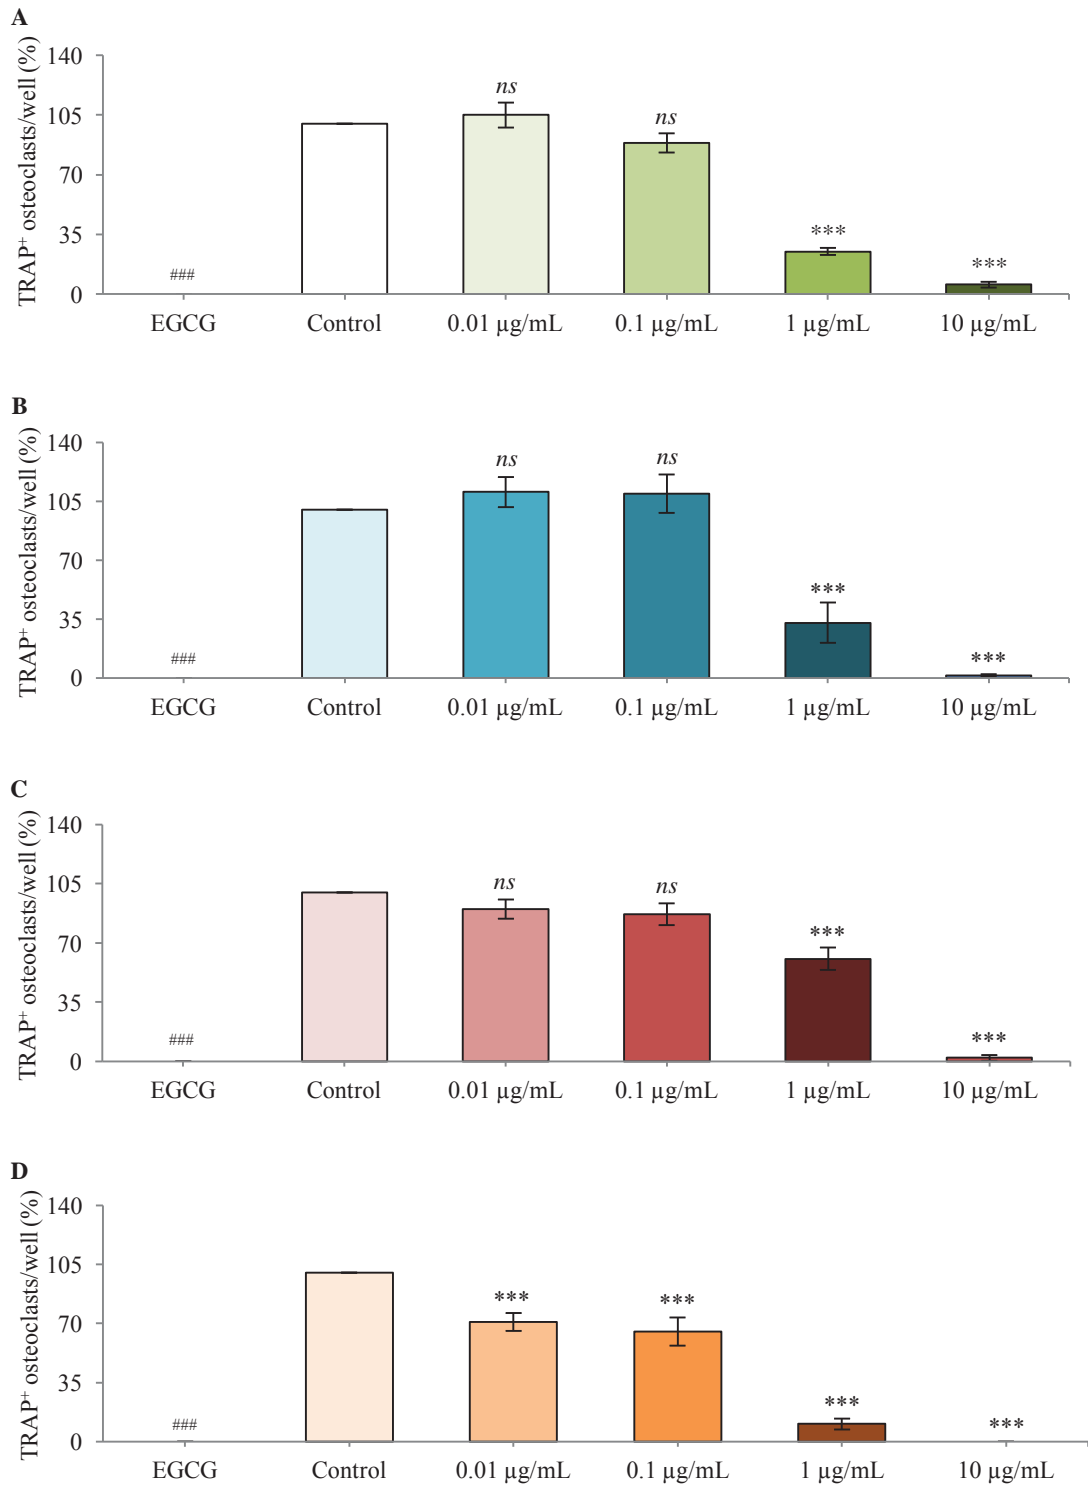 A
TRAP⁺ osteoclasts/well (%)
140
105
70
35
0
###
ns
ns
***
***
EGCG Control 0.01 µg/mL 0.1 µg/mL 1 µg/mL 10 µg/mL
B
TRAP⁺ osteoclasts/well (%)
140
105
70
35
0
###
ns
ns
***
***
EGCG Control 0.01 µg/mL 0.1 µg/mL 1 µg/mL 10 µg/mL
C
TRAP⁺ osteoclasts/well (%)
140
105
70
35
0
###
ns
ns
***
***
EGCG Control 0.01 µg/mL 0.1 µg/mL 1 µg/mL 10 µg/mL
D
TRAP⁺ osteoclasts/well (%)
140
105
70
35
0
###
***
***
***
***
EGCG Control 0.01 µg/mL 0.1 µg/mL 1 µg/mL 10 µg/mL